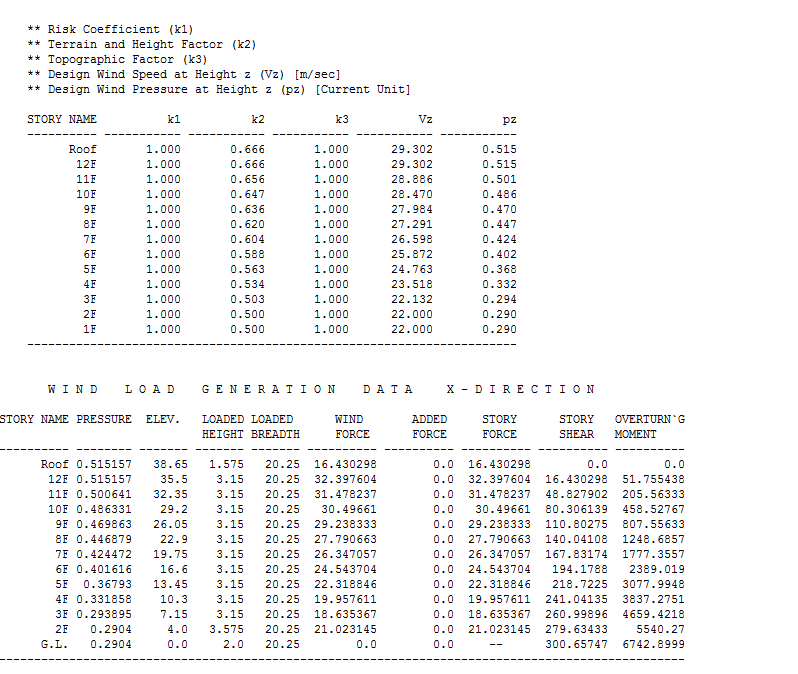 ** Risk Coefficient (k1)
** Terrain and Height Factor (k2)
** Topographic Factor (k3)
** Design Wind Speed at Height z (Vz) [m/sec]
** Design Wind Pressure at Height z (pz) [Current Unit]
STORY NAME k1 k2 k3 Vz pz
Roof 1.000 0.666 1.000 29.302 0.515
12F 1.000 0.666 1.000 29.302 0.515
11F 1.000 0.656 1.000 28.886 0.501
10F 1.000 0.647 1.000 28.470 0.486
9F 1.000 0.636 1.000 27.984 0.470
8F 1.000 0.620 1.000 27.291 0.447
7F 1.000 0.604 1.000 26.598 0.424
6F 1.000 0.588 1.000 25.872 0.402
5F 1.000 0.563 1.000 24.763 0.368
4F 1.000 0.534 1.000 23.518 0.332
3F 1.000 0.503 1.000 22.132 0.294
2F 1.000 0.500 1.000 22.000 0.290
1F 1.000 0.500 1.000 22.000 0.290
W I N D L O A D G E N E R A T I O N D A T A X - D I R E C T I O N
STORY NAME PRESSURE ELEV. LOADED LOADED WIND ADDED STORY STORY OVERTURN`G
HEIGHT BREADTH FORCE FORCE FORCE SHEAR MOMENT
Roof 0.515157 38.65 1.575 20.25 16.430298 0.0 16.430298 0.0 0.0
12F 0.515157 35.5 3.15 20.25 32.397604 0.0 32.397604 16.430298 51.755438
11F 0.500641 32.35 3.15 20.25 31.478237 0.0 31.478237 48.827902 205.56333
10F 0.486331 29.2 3.15 20.25 30.49661 0.0 30.49661 80.306139 458.52767
9F 0.469863 26.05 3.15 20.25 29.238333 0.0 29.238333 110.80275 807.55633
8F 0.446879 22.9 3.15 20.25 27.790663 0.0 27.790663 140.04108 1248.6857
7F 0.424472 19.75 3.15 20.25 26.347057 0.0 26.347057 167.83174 1777.3557
6F 0.401616 16.6 3.15 20.25 24.543704 0.0 24.543704 194.1788 2389.019
5F 0.36793 13.45 3.15 20.25 22.318846 0.0 22.318846 218.7225 3077.9948
4F 0.331858 10.3 3.15 20.25 19.957611 0.0 19.957611 241.04135 3837.2751
3F 0.293895 7.15 3.15 20.25 18.635367 0.0 18.635367 260.99896 4659.4218
2F 0.2904 4.0 3.575 20.25 21.023145 0.0 21.023145 279.63433 5540.27
G.L. 0.2904 0.0 2.0 20.25 0.0 0.0 -- 300.65747 6742.8999